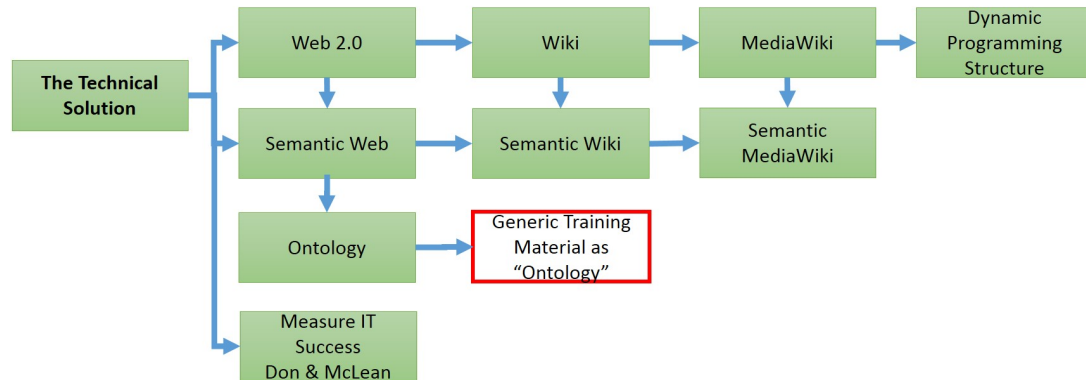 Web 2.0
Wiki
MediaWiki
Dynamic
Programming
Structure
The Technical
Solution
Semantic Web
Semantic Wiki
Semantic
MediaWiki
Ontology
Generic Training
Material as
“Ontology”
Measure IT
Success
Don & McLean